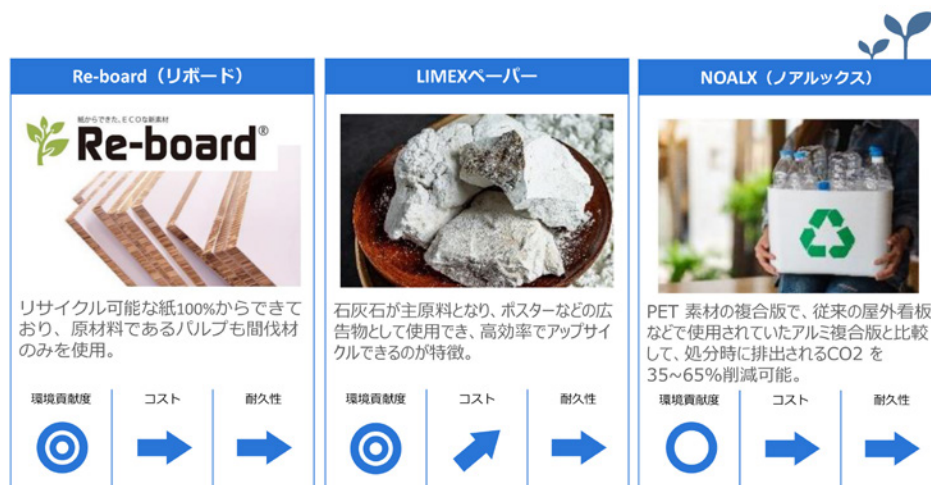 Re-board（リボード）
紙からできた、ECOな新素材
Re-board®
リサイクル可能な紙100%からできて
おり、原材料であるパルプも間伐材
のみを使用。
環境貢献度
コスト
耐久性
LIMEXペーパー
石灰石が主原料となり、ポスターなどの広
告物として使用でき、高効率でアップサイ
クルできるのが特徴。
環境貢献度
コスト
耐久性
NOALX（ノアルックス）
PET 素材の複合版で、従来の屋外看板
などで使用されていたアルミ複合版と比較
して、処分時に排出されるCO2 を
35~65%削減可能。
環境貢献度
コスト
耐久性